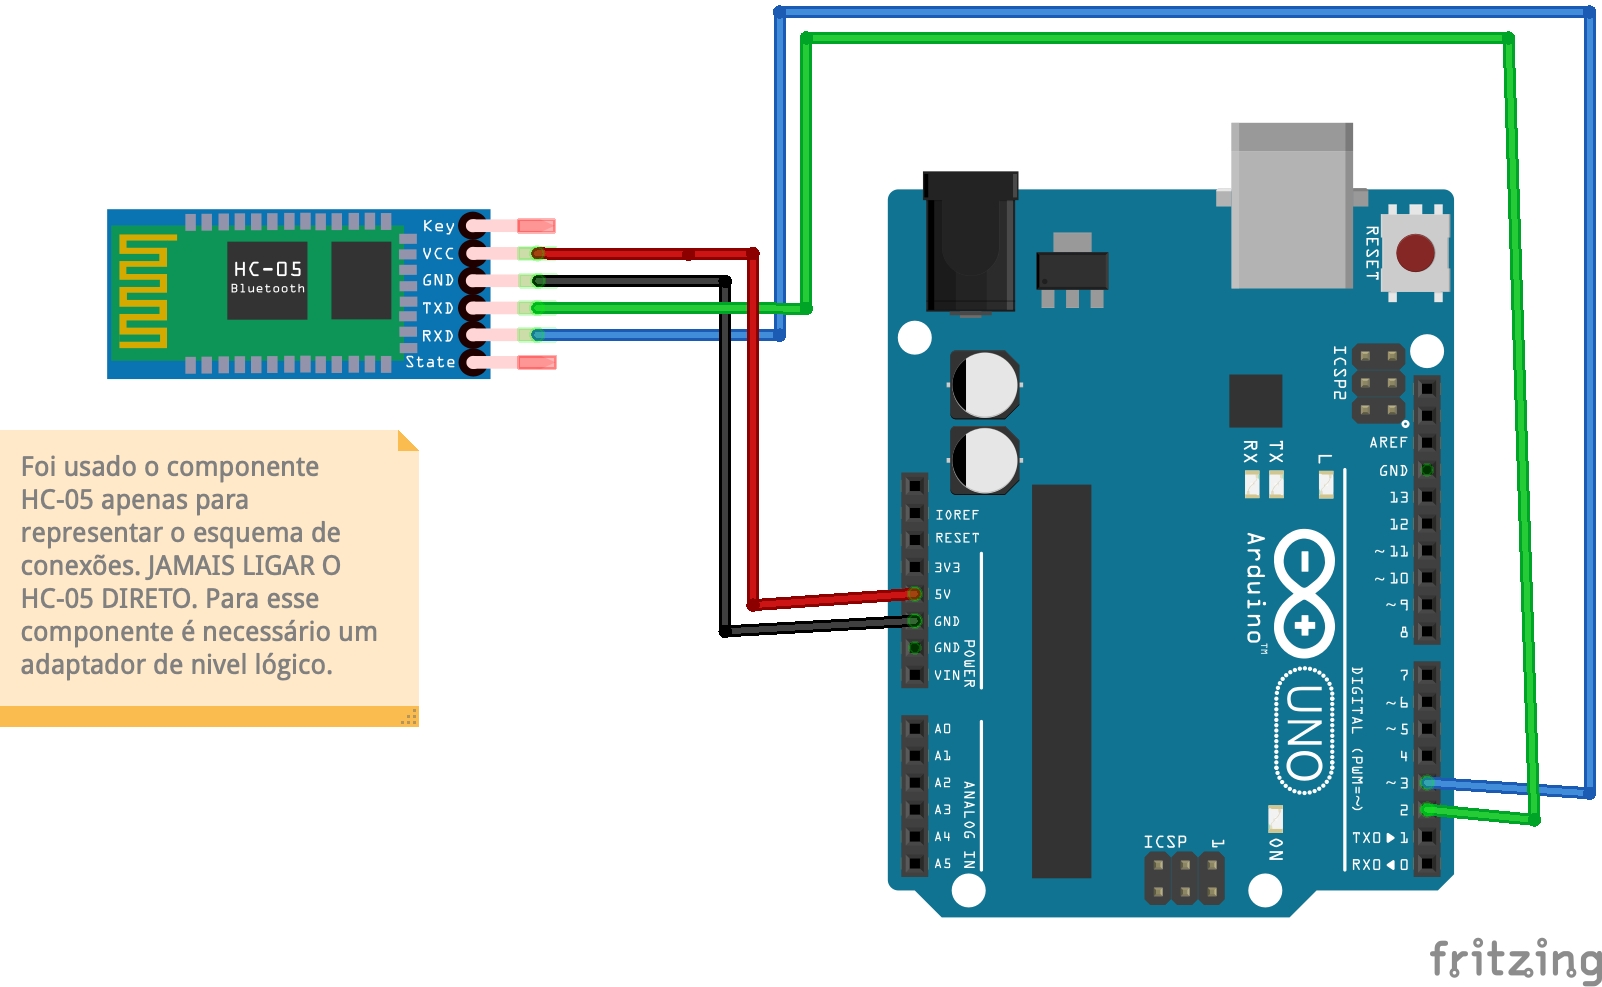 HC-05
Bluetooth
Key
VCC
GND
TXD
RXD
State
Foi usado o componente
HC-05 apenas para
representar o esquema de
conexões. JAMAIS LIGAR O
HC-05 DIRETO. Para esse
componente é necessário um
adaptador de nivel lógico.
RESET
ICSP2
IOREF
RESET
3V3
5V
GND
GND
VIN
POWER
A0
A1
A2
A3
A4
A5
ANALOG IN
RX
TX
L
Arduino™
UNO
ICSP
1
ON
AREF
GND
13
12
~11
~10
~9
8
7
~6
~5
4
~3
2
TX0▶1
RX0◀0
DIGITAL (PWM=~)
fritzing